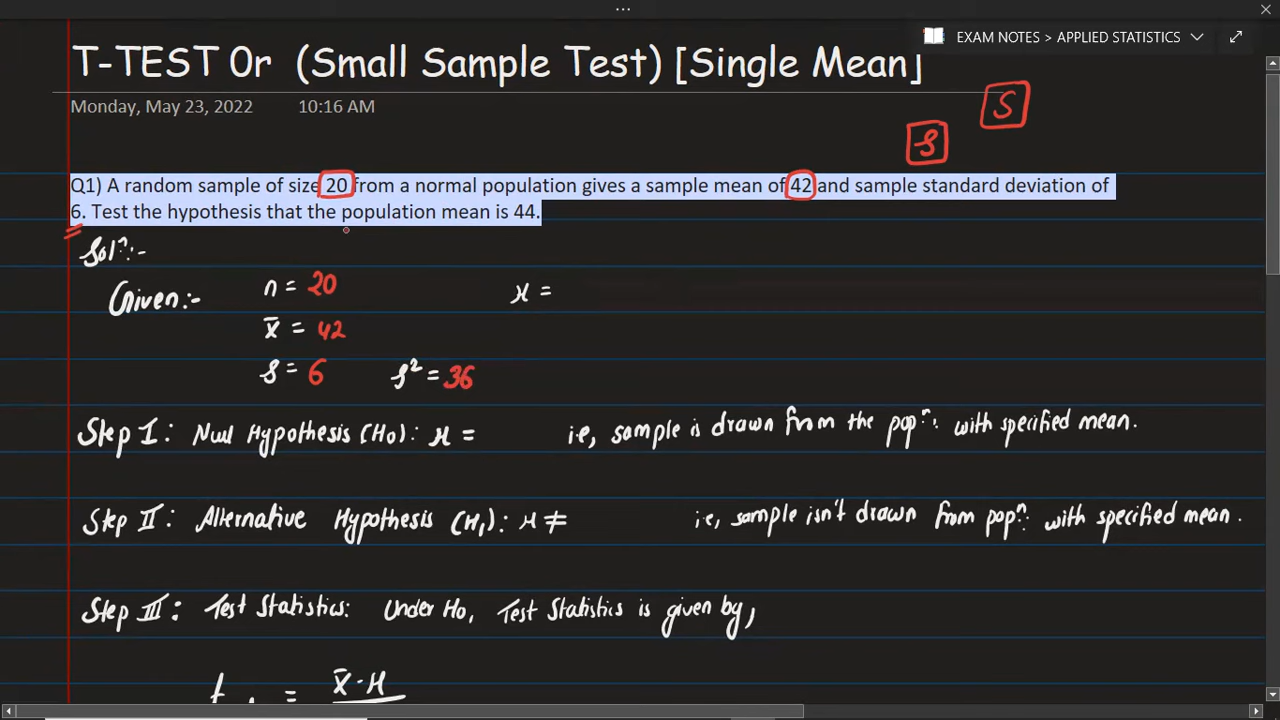 EXAM NOTES > APPLIED STATISTICS
T-TEST Or (Small Sample Test) [Single Mean]
Monday, May 23, 2022 10:16 AM
S
s
Q1) A random sample of size 20 from a normal population gives a sample mean of 42 and sample standard deviation of
6. Test the hypothesis that the population mean is 44.
Solⁿ:-
Given:- n = 20 μ =
x̄ = 42
s = 6 s² = 36
Step I: Null Hypothesis (H₀): μ = i.e, sample is drawn from the popⁿ: with specified mean.
Step II: Alternative Hypothesis (H₁): μ ≠ i.e, sample isn't drawn from popⁿ: with specified mean.
Step III: Test Statistics: Under H₀, Test Statistics is given by,
t = x̄ - μ